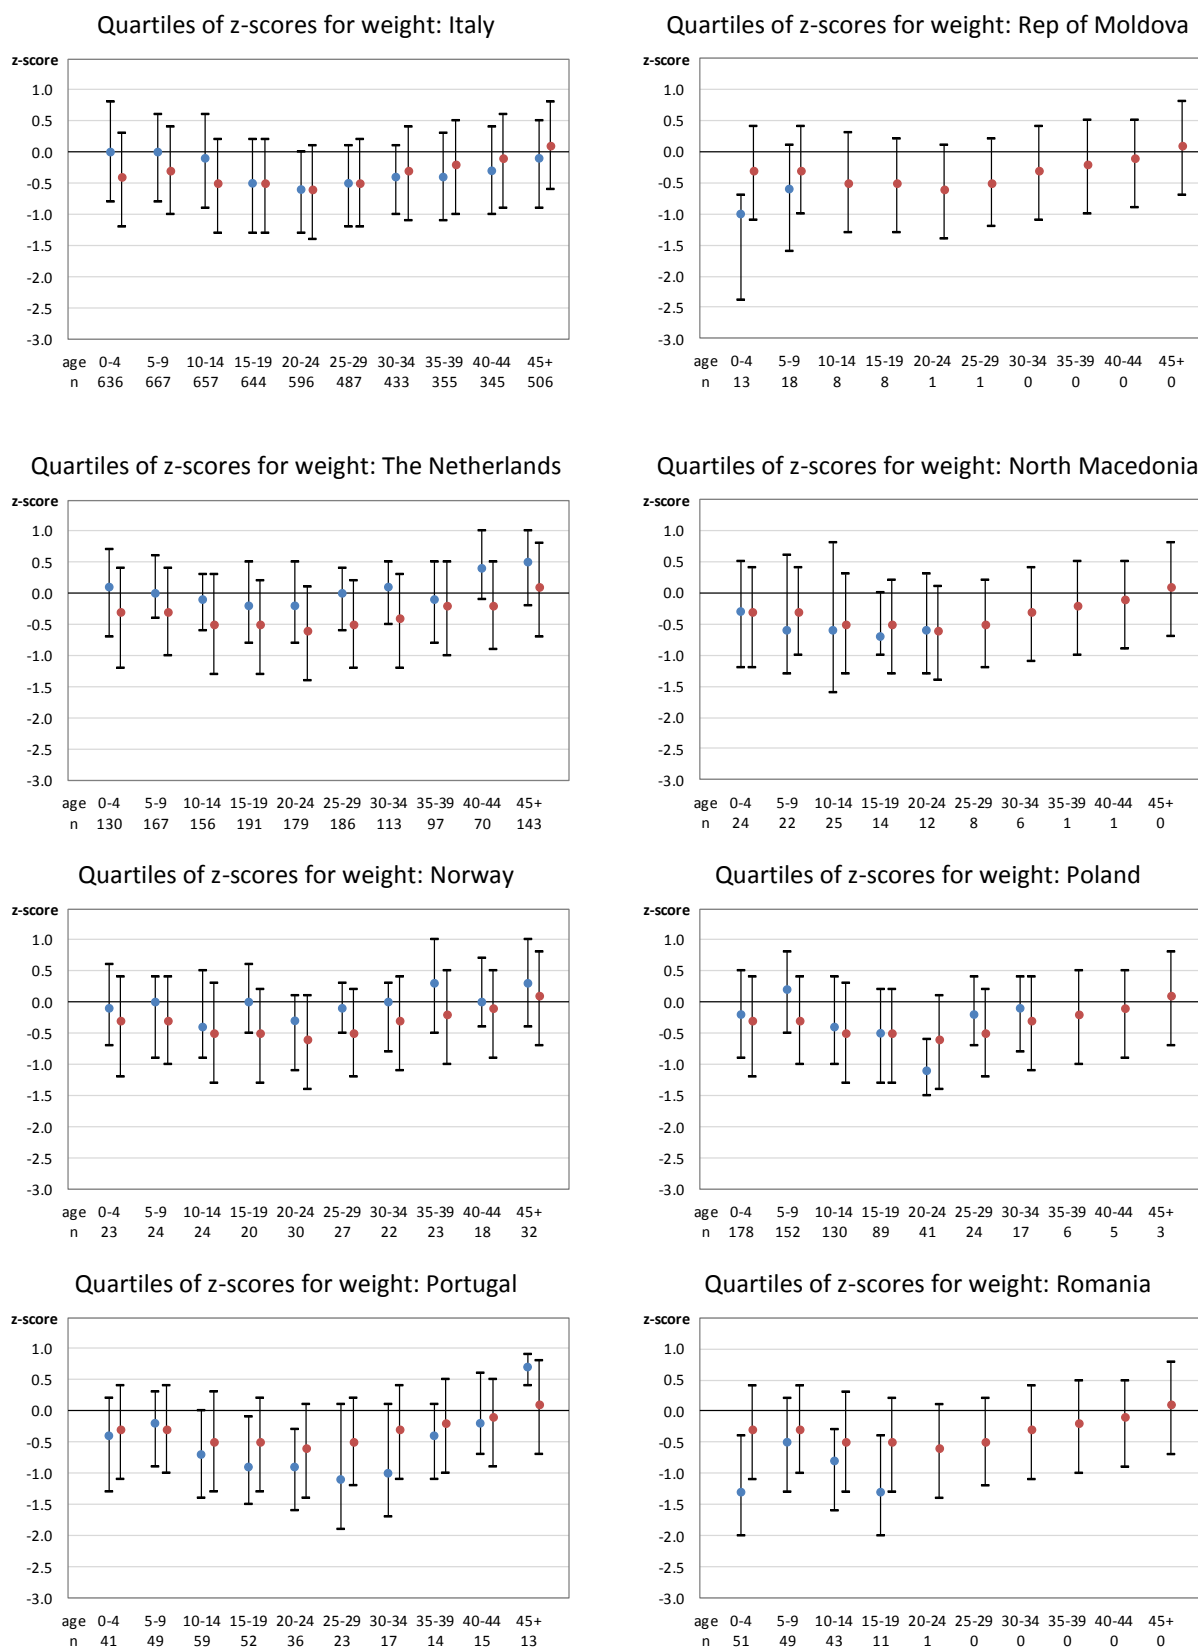 Quartiles of z-scores for weight: Italy
z-score
1.0
0.5
0.0
-0.5
-1.0
-1.5
-2.0
-2.5
-3.0
age 0-4 5-9 10-14 15-19 20-24 25-29 30-34 35-39 40-44 45+
n 636 667 657 644 596 487 433 355 345 506
Quartiles of z-scores for weight: Rep of Moldova
z-score
1.0
0.5
0.0
-0.5
-1.0
-1.5
-2.0
-2.5
-3.0
age 0-4 5-9 10-14 15-19 20-24 25-29 30-34 35-39 40-44 45+
n 13 18 8 8 1 1 0 0 0 0
Quartiles of z-scores for weight: The Netherlands
z-score
1.0
0.5
0.0
-0.5
-1.0
-1.5
-2.0
-2.5
-3.0
age 0-4 5-9 10-14 15-19 20-24 25-29 30-34 35-39 40-44 45+
n 130 167 156 191 179 186 113 97 70 143
Quartiles of z-scores for weight: North Macedonia
z-score
1.0
0.5
0.0
-0.5
-1.0
-1.5
-2.0
-2.5
-3.0
age 0-4 5-9 10-14 15-19 20-24 25-29 30-34 35-39 40-44 45+
n 24 22 25 14 12 8 6 1 1 0
Quartiles of z-scores for weight: Norway
z-score
1.0
0.5
0.0
-0.5
-1.0
-1.5
-2.0
-2.5
-3.0
age 0-4 5-9 10-14 15-19 20-24 25-29 30-34 35-39 40-44 45+
n 23 24 24 20 30 27 22 23 18 32
Quartiles of z-scores for weight: Poland
z-score
1.0
0.5
0.0
-0.5
-1.0
-1.5
-2.0
-2.5
-3.0
age 0-4 5-9 10-14 15-19 20-24 25-29 30-34 35-39 40-44 45+
n 178 152 130 89 41 24 17 6 5 3
Quartiles of z-scores for weight: Portugal
z-score
1.0
0.5
0.0
-0.5
-1.0
-1.5
-2.0
-2.5
-3.0
age 0-4 5-9 10-14 15-19 20-24 25-29 30-34 35-39 40-44 45+
n 41 49 59 52 36 23 17 14 15 13
Quartiles of z-scores for weight: Romania
z-score
1.0
0.5
0.0
-0.5
-1.0
-1.5
-2.0
-2.5
-3.0
age 0-4 5-9 10-14 15-19 20-24 25-29 30-34 35-39 40-44 45+
n 51 49 43 11 1 0 0 0 0 0